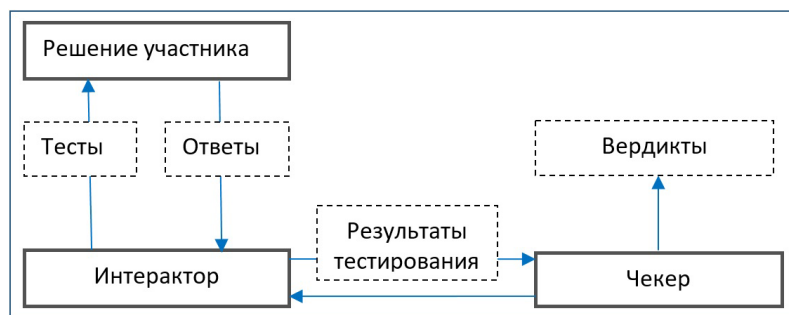 Решение участника
Тесты
Ответы
Вердикты
Результаты
тестирования
Интерактор
Чекер